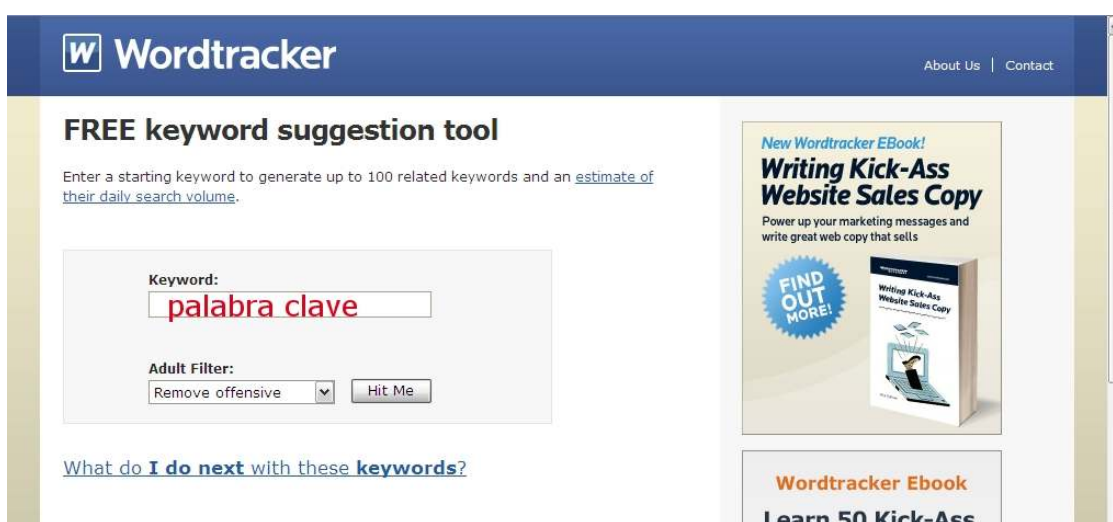 W Wordtracker
About Us | Contact
FREE keyword suggestion tool
Enter a starting keyword to generate up to 100 related keywords and an estimate of
their daily search volume.
Keyword:
palabra clave
Adult Filter:
Remove offensive
Hit Me
What do I do next with these keywords?
New Wordtracker EBook!
Writing Kick-Ass
Website Sales Copy
Power up your marketing messages and
write great web copy that sells
FIND
OUT
MORE!
Writing Kick-Ass
Website Sales Copy
Wordtracker Ebook
Learn 50 Kick-Ass